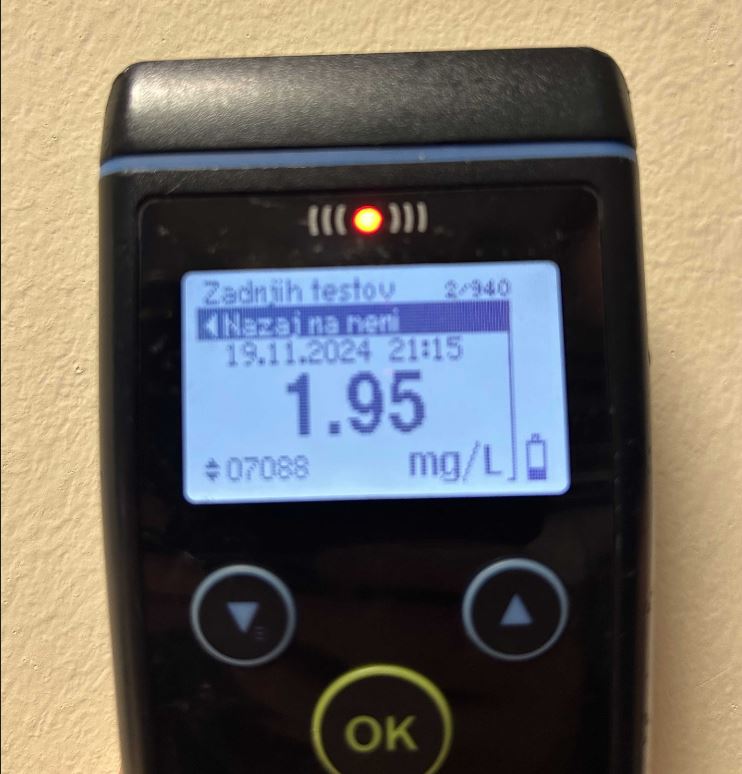 Zadnjih testov 2/940
Nazaj na meni
19.11.2024 21:15
1.95
07088 mg/L
OK